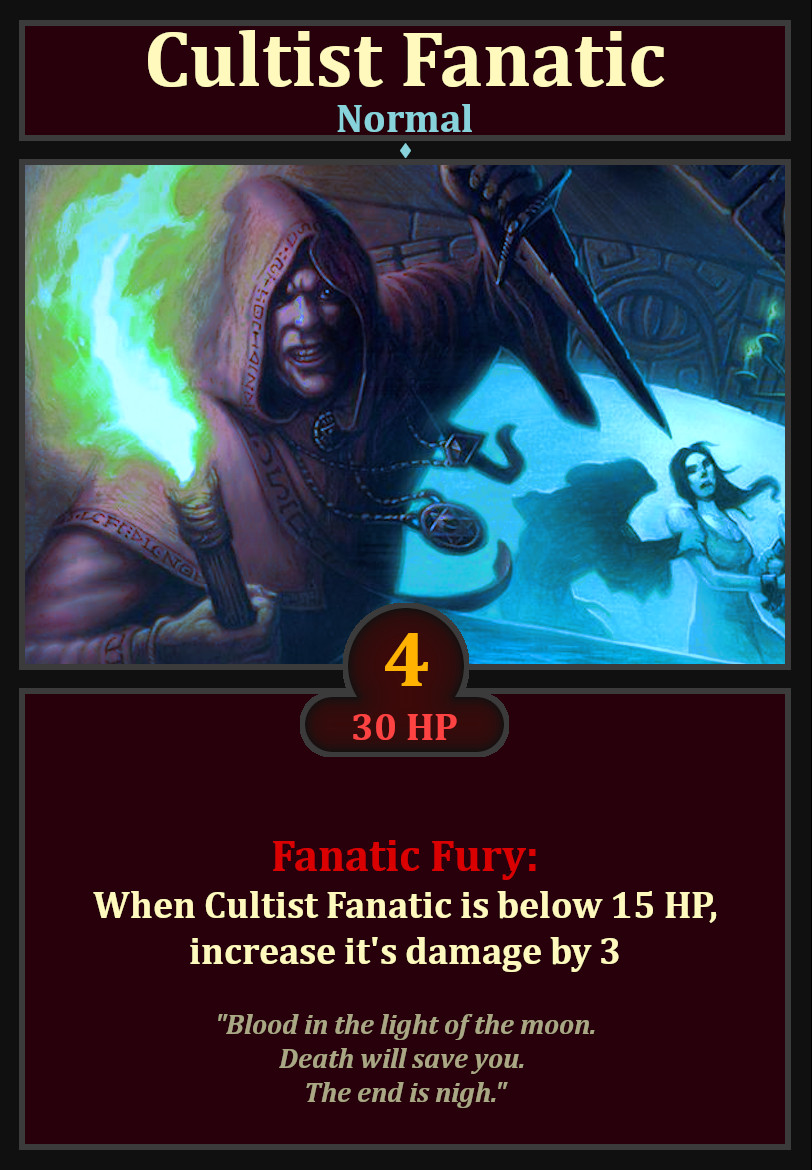 Cultist Fanatic
Normal
4
30 HP
Fanatic Fury:
When Cultist Fanatic is below 15 HP,
increase it's damage by 3
"Blood in the light of the moon.
Death will save you.
The end is nigh."